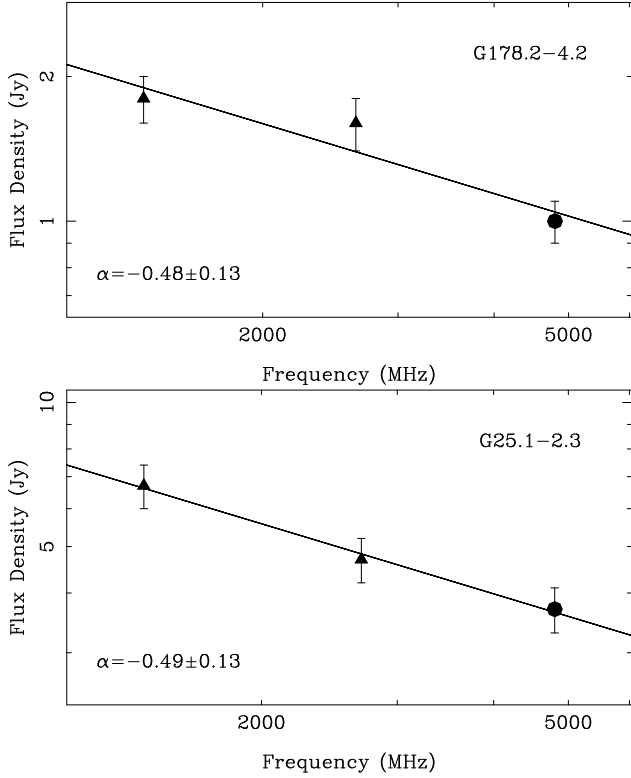 G178.2−4.2
2
Flux Density (Jy)
1
α=−0.48±0.13
2000 5000
Frequency (MHz)
10
G25.1−2.3
Flux Density (Jy)
5
α=−0.49±0.13
2000 5000
Frequency (MHz)